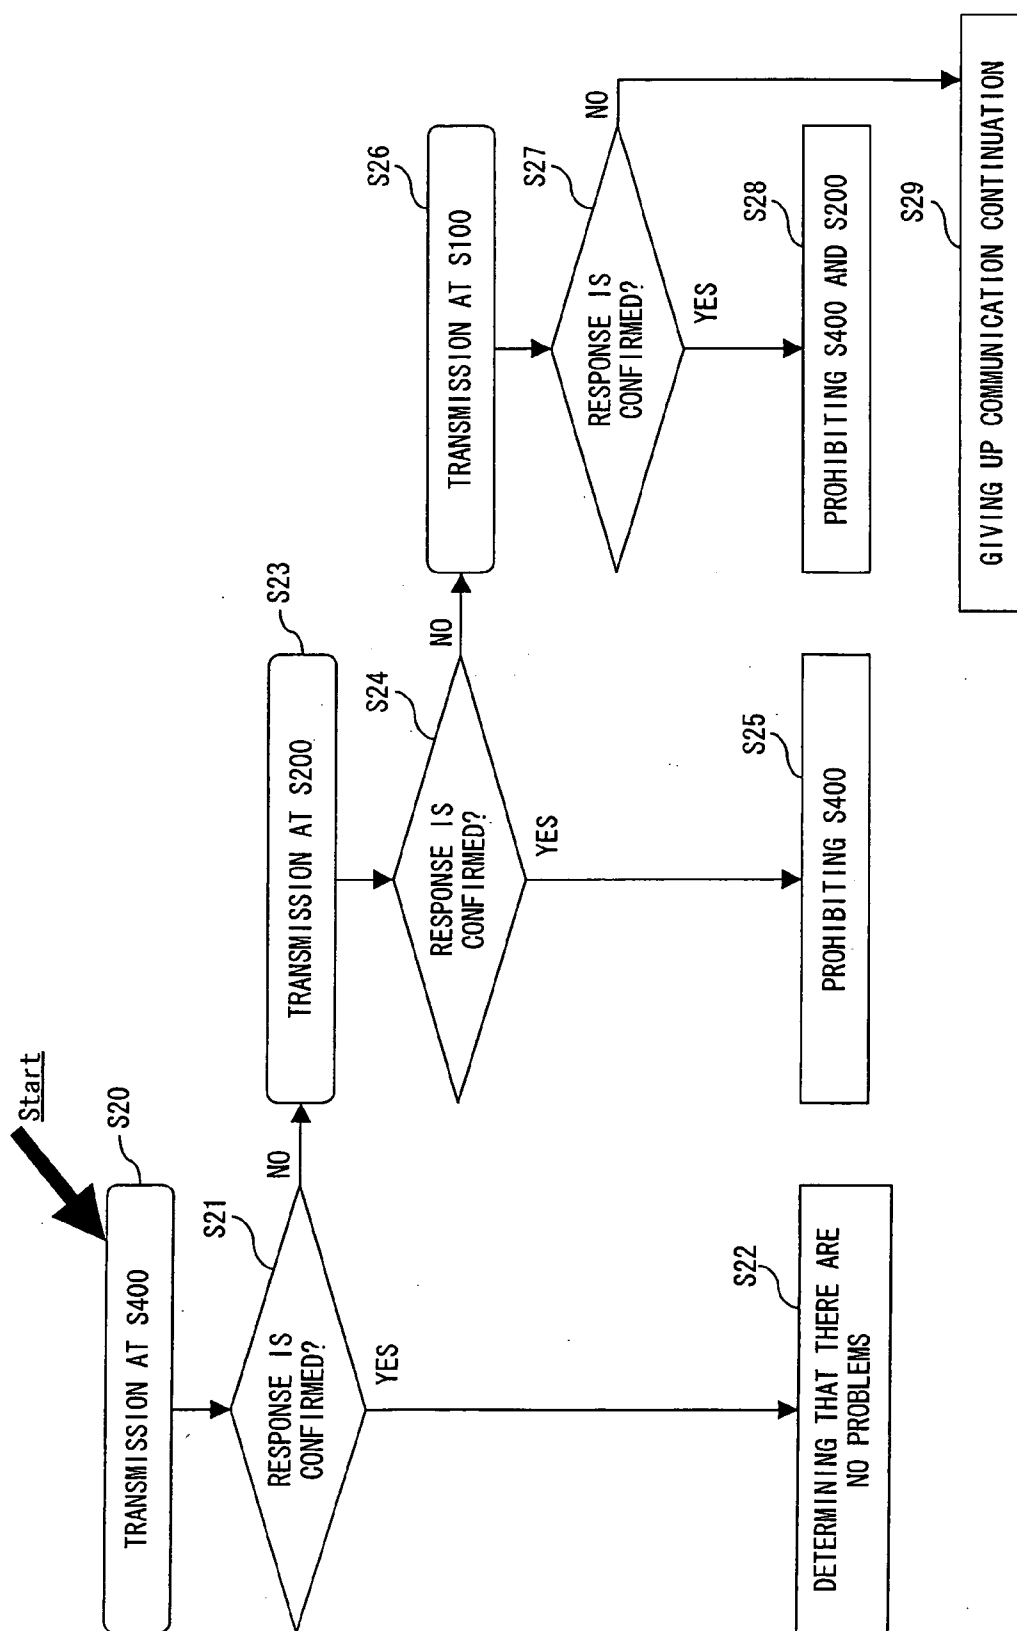 Start
S20
TRANSMISSION AT S400
S21
RESPONSE IS
CONFIRMED?
NO
YES
S22
DETERMINING THAT THERE ARE
NO PROBLEMS
S23
TRANSMISSION AT S200
S24
RESPONSE IS
CONFIRMED?
NO
YES
S25
PROHIBITING S400
S26
TRANSMISSION AT S100
S27
RESPONSE IS
CONFIRMED?
NO
YES
S28
PROHIBITING S400 AND S200
S29
GIVING UP COMMUNICATION CONTINUATION